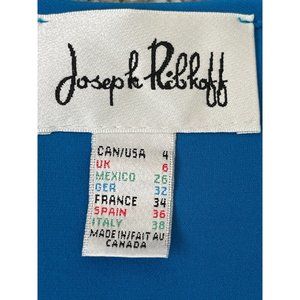 Joseph Ribkoff
CAN/USA 4
UK 6
MEXICO 26
GER 32
FRANCE 34
SPAIN 36
ITALY 38
MADE IN/FAIT AU
CANADA